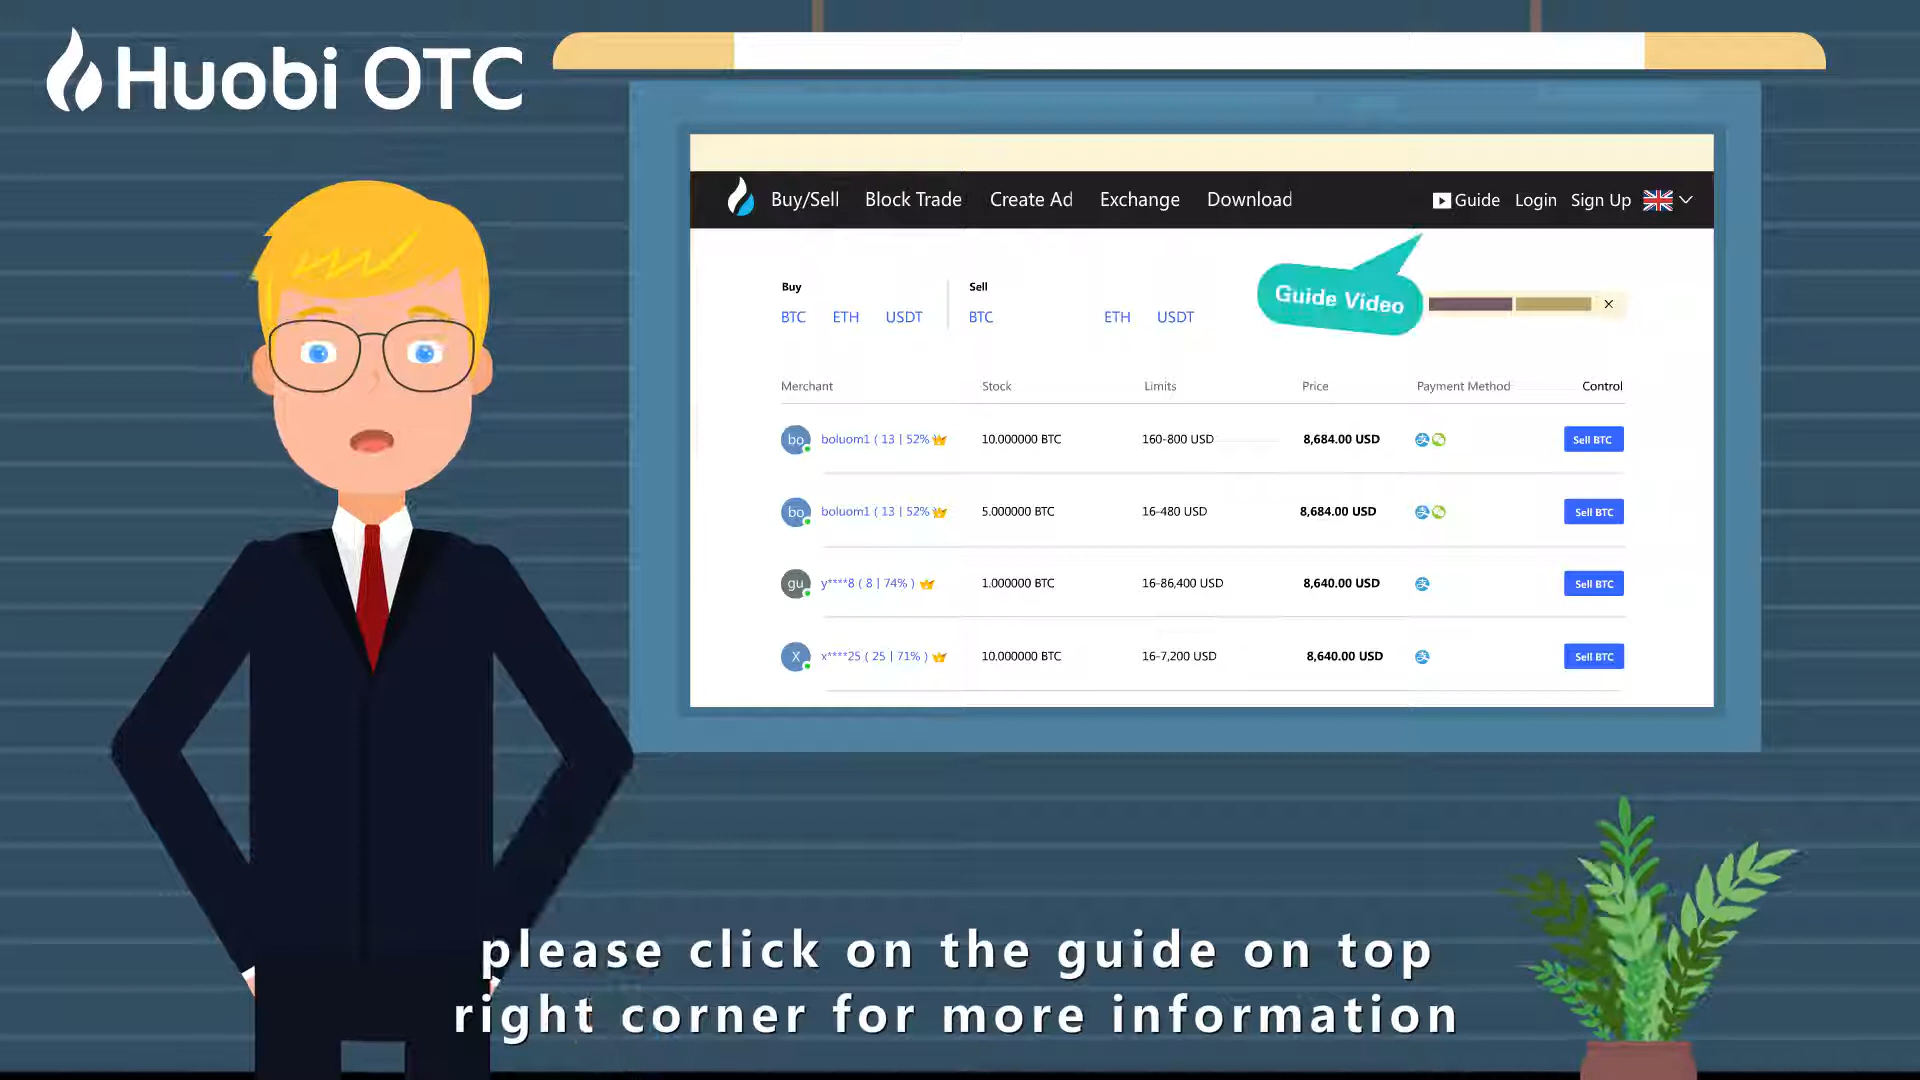 Huobi OTC
Buy/Sell Block Trade Create Ad Exchange Download Guide Login Sign Up
Buy Sell
BTC ETH USDT BTC ETH USDT
Guide Video
Merchant Stock Limits Price Payment Method Control
bo boluom1 ( 13 | 52% 10.000000 BTC 160-800 USD 8,684.00 USD 支 Sell BTC
bo boluom1 ( 13 | 52% 5.000000 BTC 16-480 USD 8,684.00 USD 支 Sell BTC
gu y****8 ( 8 | 74% ) 1.000000 BTC 16-86,400 USD 8,640.00 USD 支 Sell BTC
X x****25 ( 25 | 71% ) 10.000000 BTC 16-7,200 USD 8,640.00 USD 支 Sell BTC
please click on the guide on top
right corner for more information